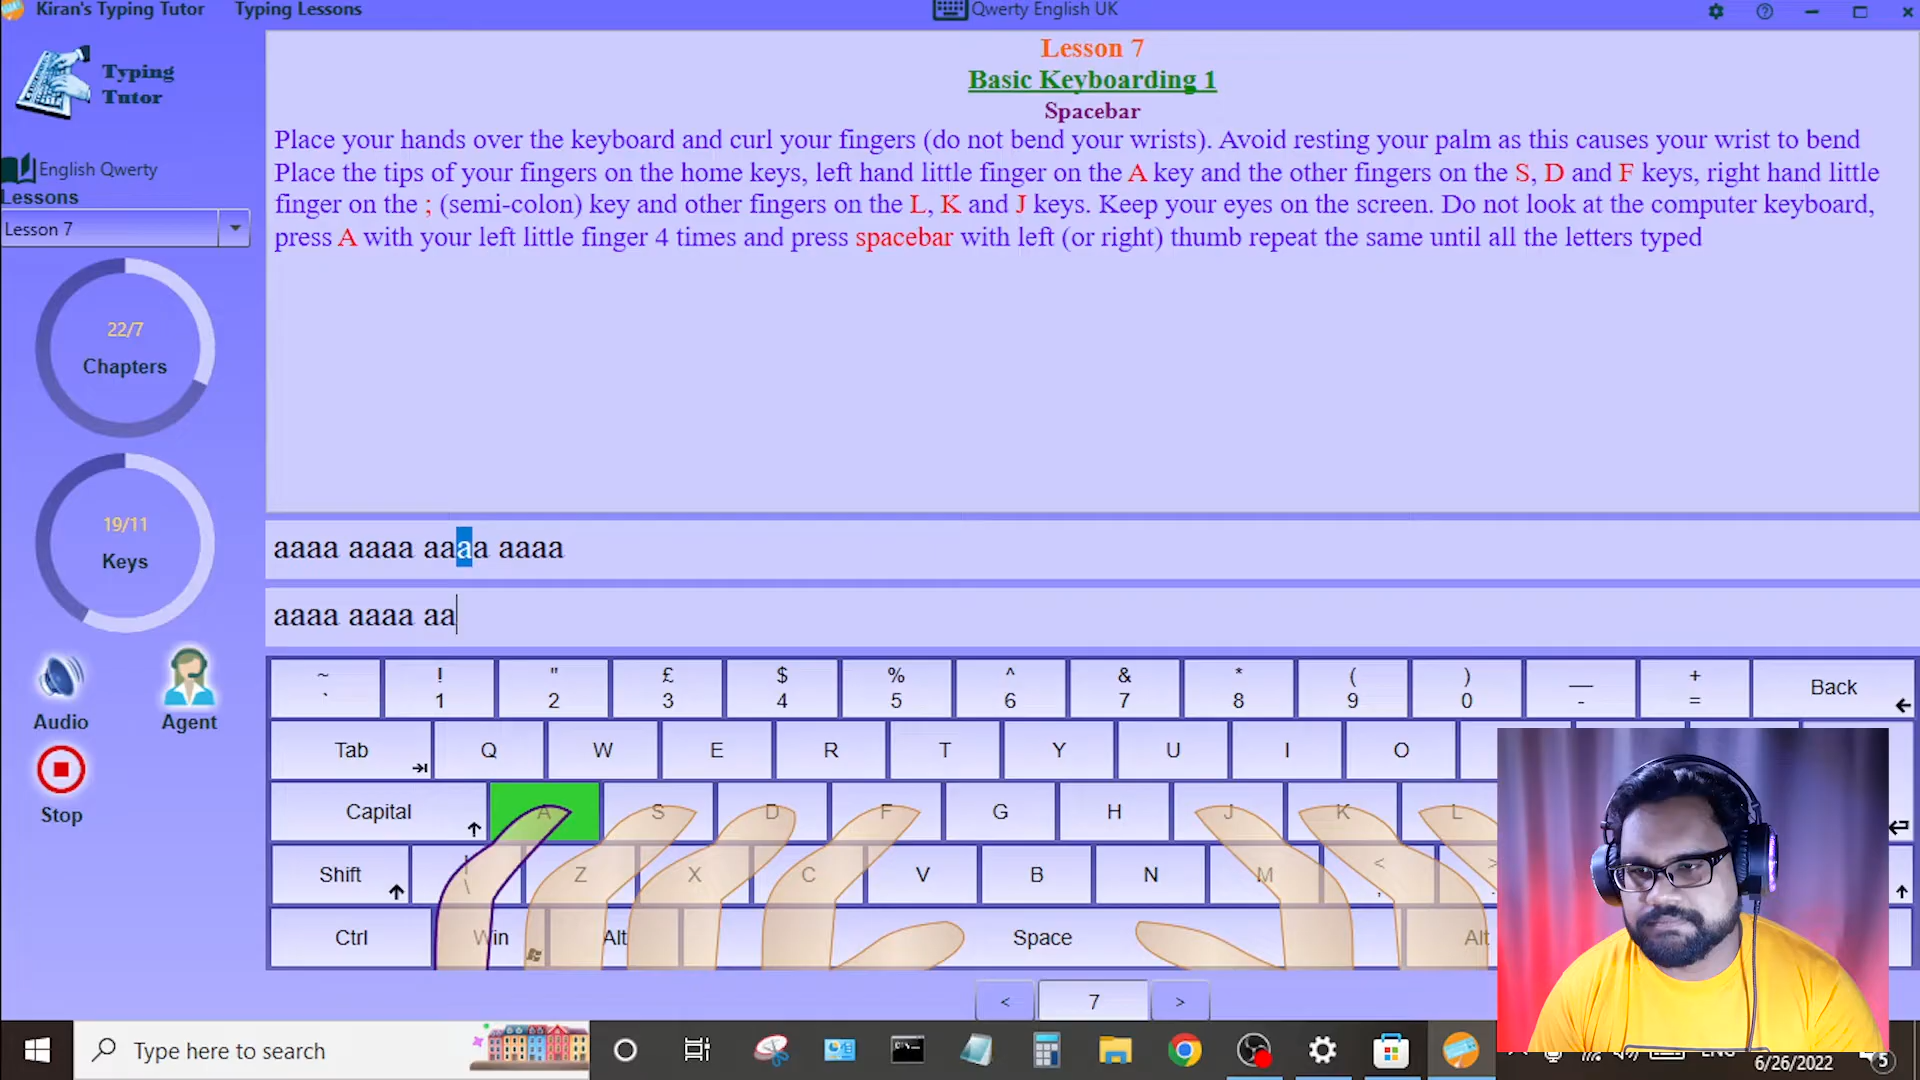 Kiran's Typing Tutor Typing Lessons Qwerty English UK
Typing
Tutor
English Qwerty
Lessons
Lesson 7
22/7
Chapters
19/11
Keys
Audio Agent
Stop
Lesson 7
Basic Keyboarding 1
Spacebar
Place your hands over the keyboard and curl your fingers (do not bend your wrists). Avoid resting your palm as this causes your wrist to bend
Place the tips of your fingers on the home keys, left hand little finger on the A key and the other fingers on the S, D and F keys, right hand little
finger on the ; (semi-colon) key and other fingers on the L, K and J keys. Keep your eyes on the screen. Do not look at the computer keyboard,
press A with your left little finger 4 times and press spacebar with left (or right) thumb repeat the same until all the letters typed
aaaa aaaa aaaa aaaa
aaaa aaaa aa
~ ! " £ $ % ^ & * ( ) __ +
` 1 2 3 4 5 6 7 8 9 0 - = Back
Tab Q W E R T Y U I O
Capital A S D F G H J K L
Shift | \ Z X C V B N M < ,
Ctrl Win Alt Space Alt
< 7 >
Type here to search
ENG
6/26/2022
5